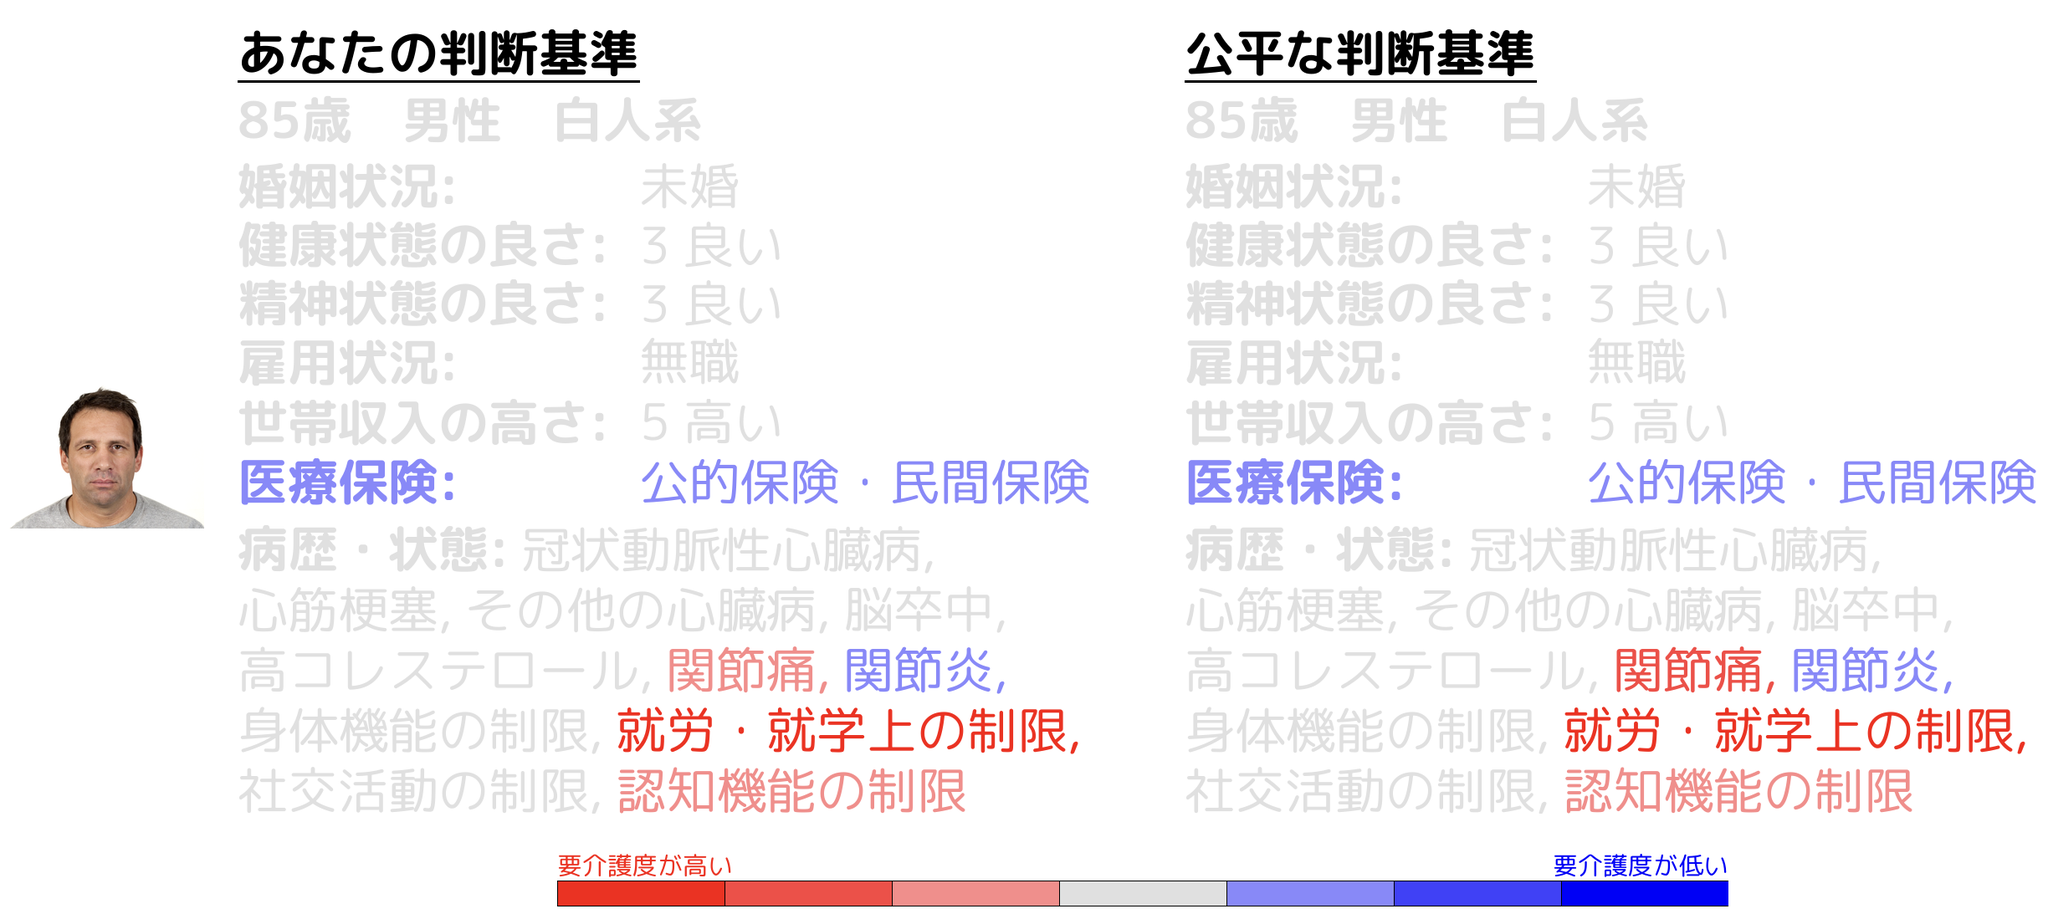 あなたの判断基準
85歳　男性　白人系
婚姻状況: 未婚
健康状態の良さ: 3 良い
精神状態の良さ: 3 良い
雇用状況: 無職
世帯収入の高さ: 5 高い
医療保険: 公的保険・民間保険
病歴・状態: 冠状動脈性心臓病,
心筋梗塞, その他の心臓病, 脳卒中,
高コレステロール, 関節痛, 関節炎,
身体機能の制限, 就労・就学上の制限,
社交活動の制限, 認知機能の制限
公平な判断基準
85歳　男性　白人系
婚姻状況: 未婚
健康状態の良さ: 3 良い
精神状態の良さ: 3 良い
雇用状況: 無職
世帯収入の高さ: 5 高い
医療保険: 公的保険・民間保険
病歴・状態: 冠状動脈性心臓病,
心筋梗塞, その他の心臓病, 脳卒中,
高コレステロール, 関節痛, 関節炎,
身体機能の制限, 就労・就学上の制限,
社交活動の制限, 認知機能の制限
要介護度が高い
要介護度が低い